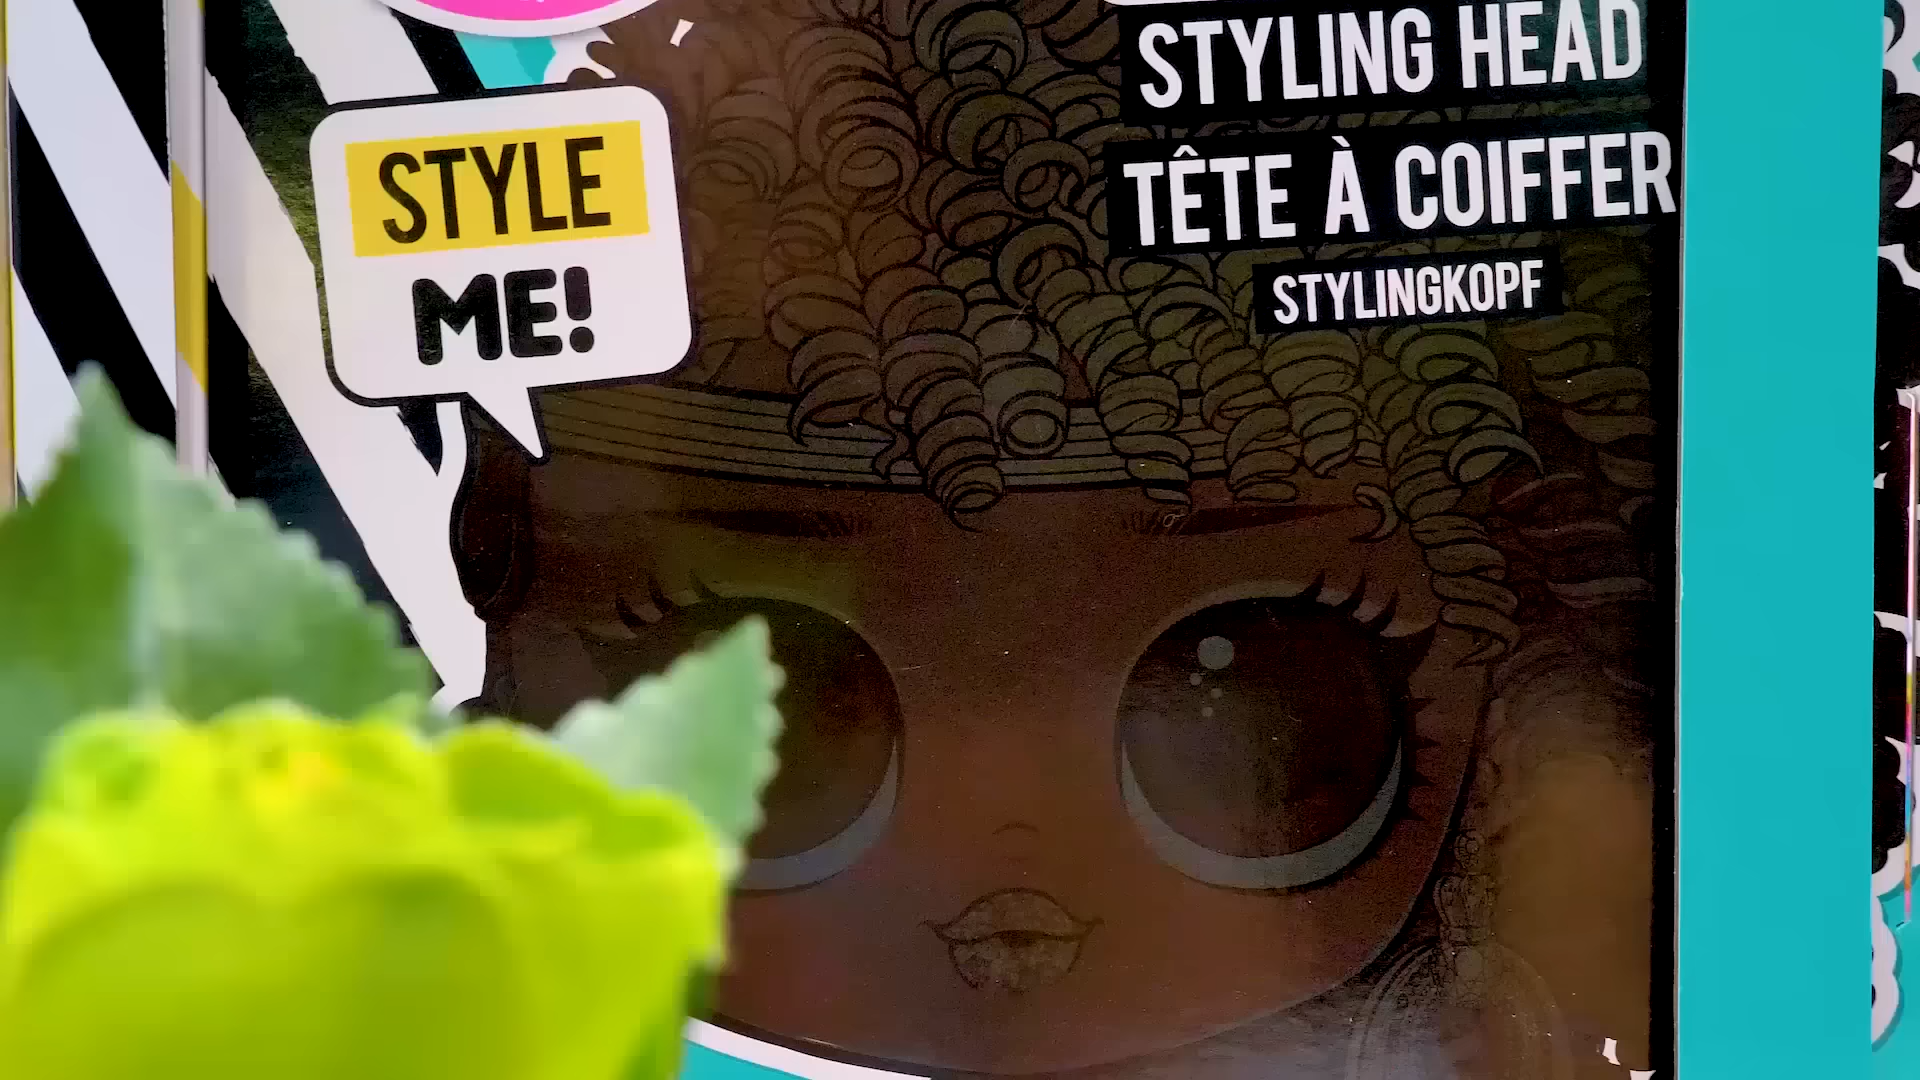 STYLE
ME!
STYLING HEAD
TÊTE À COIFFER
STYLINGKOPF